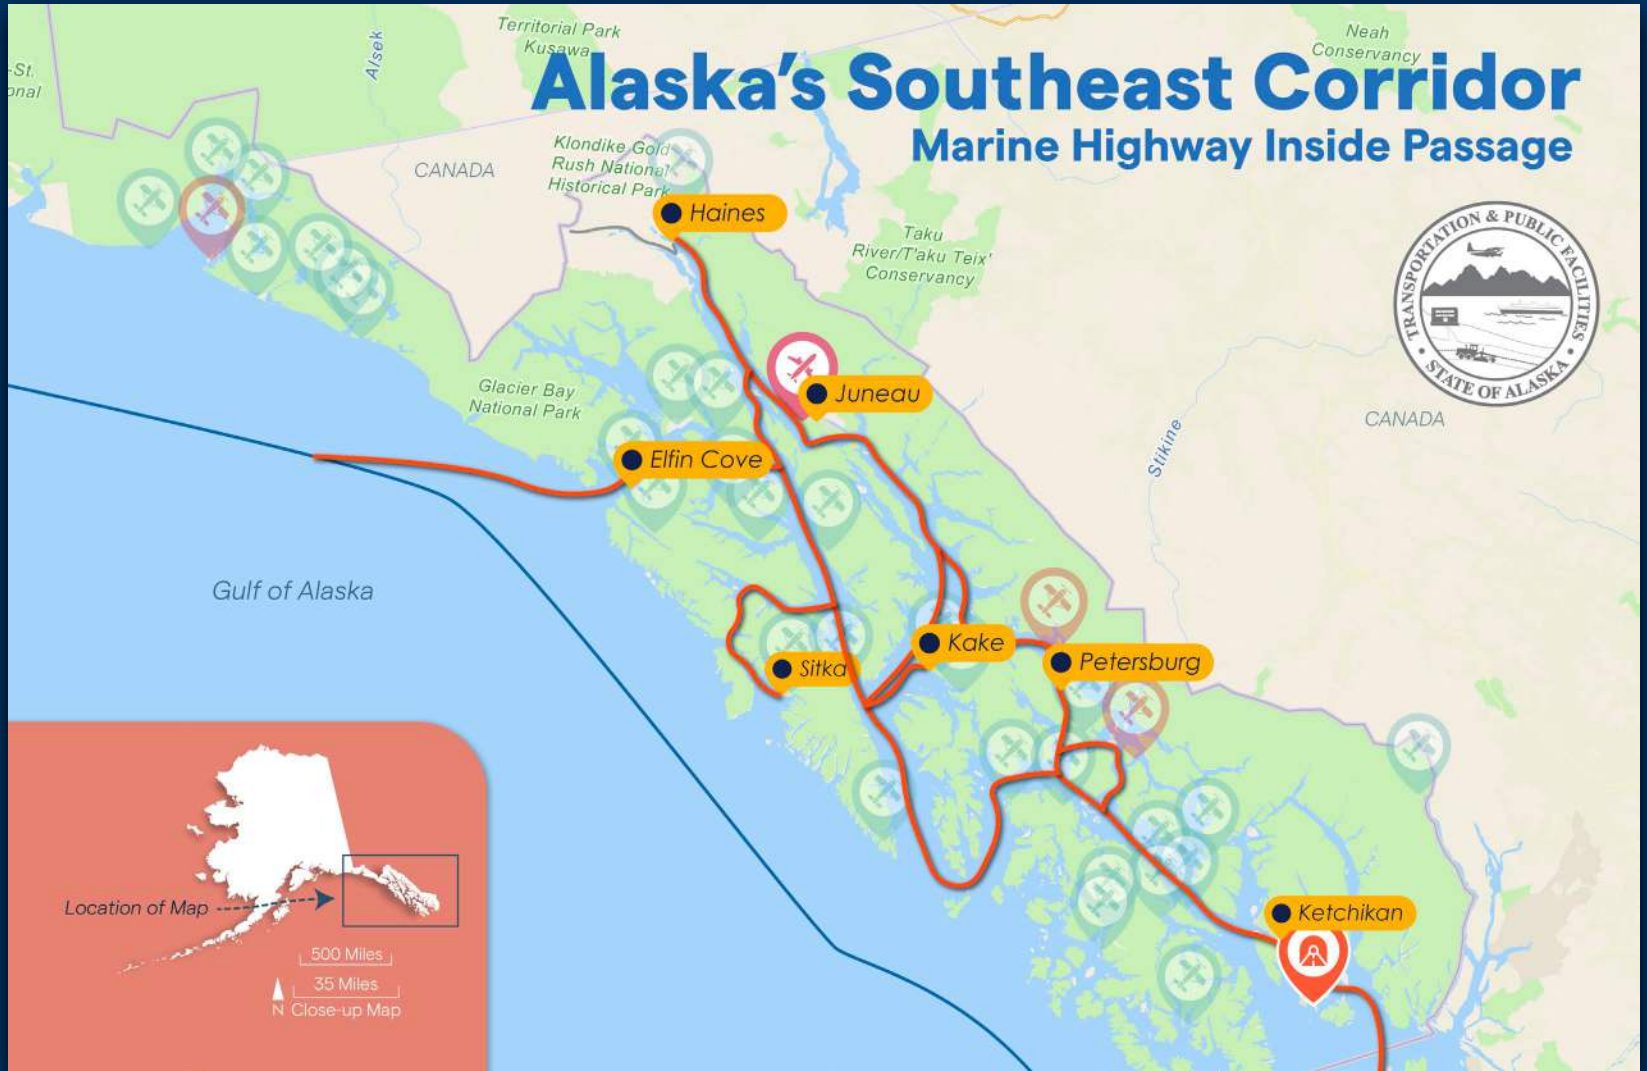 Territorial Park
Kusawa
Alsek
Neah
Conservancy
-St.
onal
Alaska's Southeast Corridor
Marine Highway Inside Passage
CANADA
Klondike Gold
Rush National
Historical Park
Haines
Taku
River/T'aku Teix'
Conservancy
TRANSPORTATION & PUBLIC FACILITIES
• STATE OF ALASKA •
Glacier Bay
National Park
Juneau
CANADA
Stikine
Elfin Cove
Gulf of Alaska
Kake
Sitka
Petersburg
Location of Map
Ketchikan
500 Miles
35 Miles
N Close-up Map